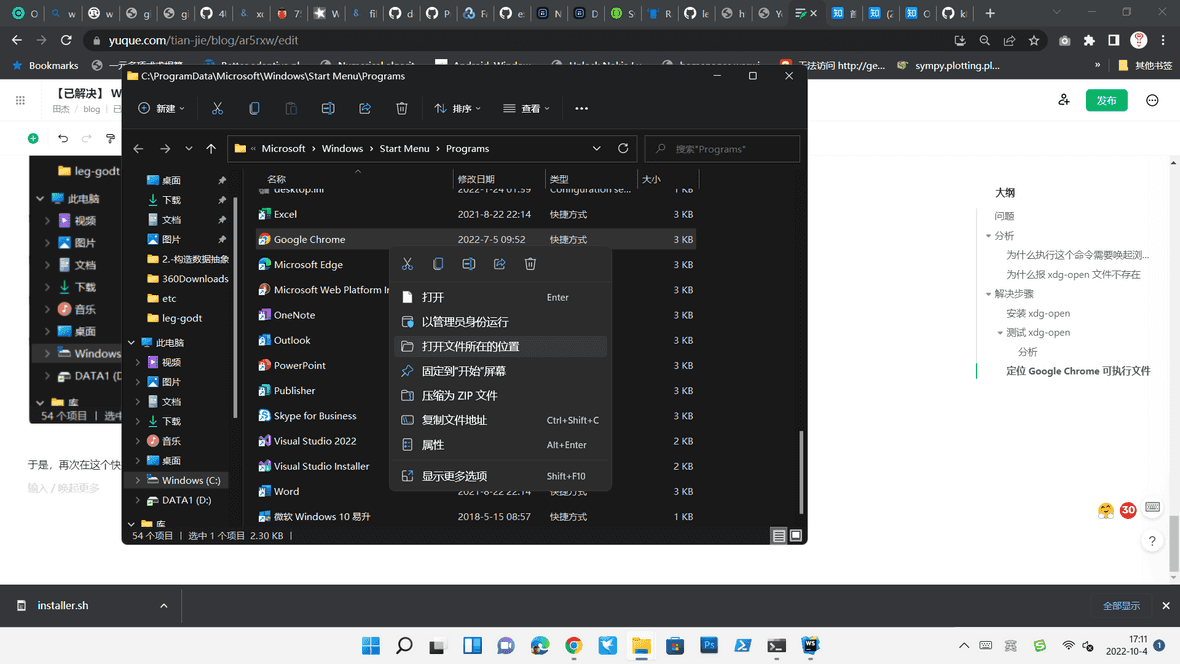 yuque.com/tian-jie/blog/ar5rxw/edit
Bookmarks
无法访问 http://ge...
sympy.plotting.pl...
»
其他书签
【已解决】 W
田杰 / blog
发布
C:\ProgramData\Microsoft\Windows\Start Menu\Programs
新建
排序
查看
Microsoft > Windows > Start Menu > Programs
搜索"Programs"
leg-godt
此电脑
视频
图片
文档
下载
音乐
桌面
Windows
DATA1 (D
库
54 个项目
于是，再次在这个快
输入 / 唤起更多
桌面
下载
文档
图片
2.-构造数据抽象
360Downloads
etc
leg-godt
此电脑
视频
图片
文档
下载
音乐
桌面
Windows (C:)
DATA1 (D:)
库
名称 修改日期 类型 大小
desktop.ini 2022-1-24 01:39 Configuration se... 1 KB
Excel 2021-8-22 22:14 快捷方式 3 KB
Google Chrome 2022-7-5 09:52 快捷方式 3 KB
Microsoft Edge 3 KB
Microsoft Web Platform Ir 3 KB
OneNote 3 KB
Outlook 3 KB
PowerPoint 3 KB
Publisher 3 KB
Skype for Business 3 KB
Visual Studio 2022 2 KB
Visual Studio Installer 2 KB
Word 2021-8-22 22:14 快捷方式 3 KB
微软 Windows 10 易升 2018-5-15 08:57 快捷方式 1 KB
54 个项目 选中 1 个项目 2.30 KB
打开 Enter
以管理员身份运行
打开文件所在的位置
固定到"开始"屏幕
压缩为 ZIP 文件
复制文件地址 Ctrl+Shift+C
属性 Alt+Enter
显示更多选项 Shift+F10
大纲
问题
分析
为什么执行这个命令需要唤起浏...
为什么报 xdg-open 文件不存在
解决步骤
安装 xdg-open
测试 xdg-open
分析
定位 Google Chrome 可执行文件
30
?
installer.sh
全部显示
英
17:11
2022-10-4
1